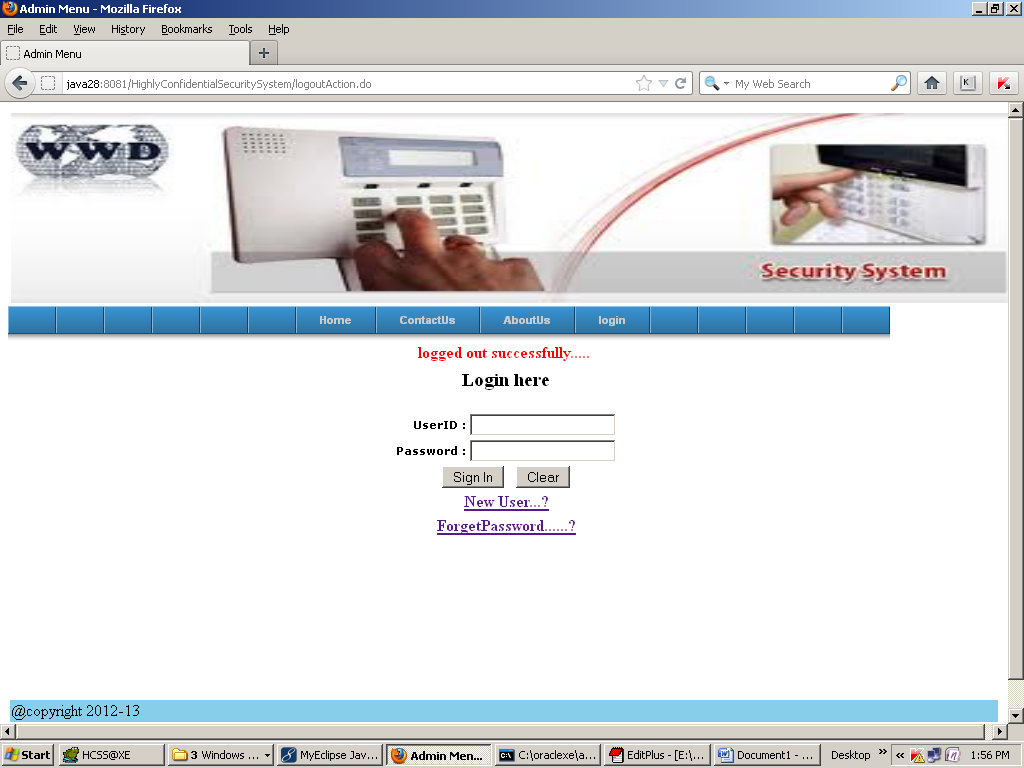 Admin Menu - Mozilla Firefox
File Edit View History Bookmarks Tools Help
Admin Menu
java28:8081/HighlyConfidentialSecuritySystem/logoutAction.do
My Web Search
K
WWD
Security System
Home ContactUs AboutUs login
logged out successfully.....
Login here
UserID :
Password :
Sign In Clear
New User...?
ForgetPassword......?
@copyright 2012-13
Start HCSS@XE 3 Windows ... MyEclipse Jav... Admin Men... C:\oraclexe\a... EditPlus - [E:\... Document1 - ... Desktop » « 1:56 PM